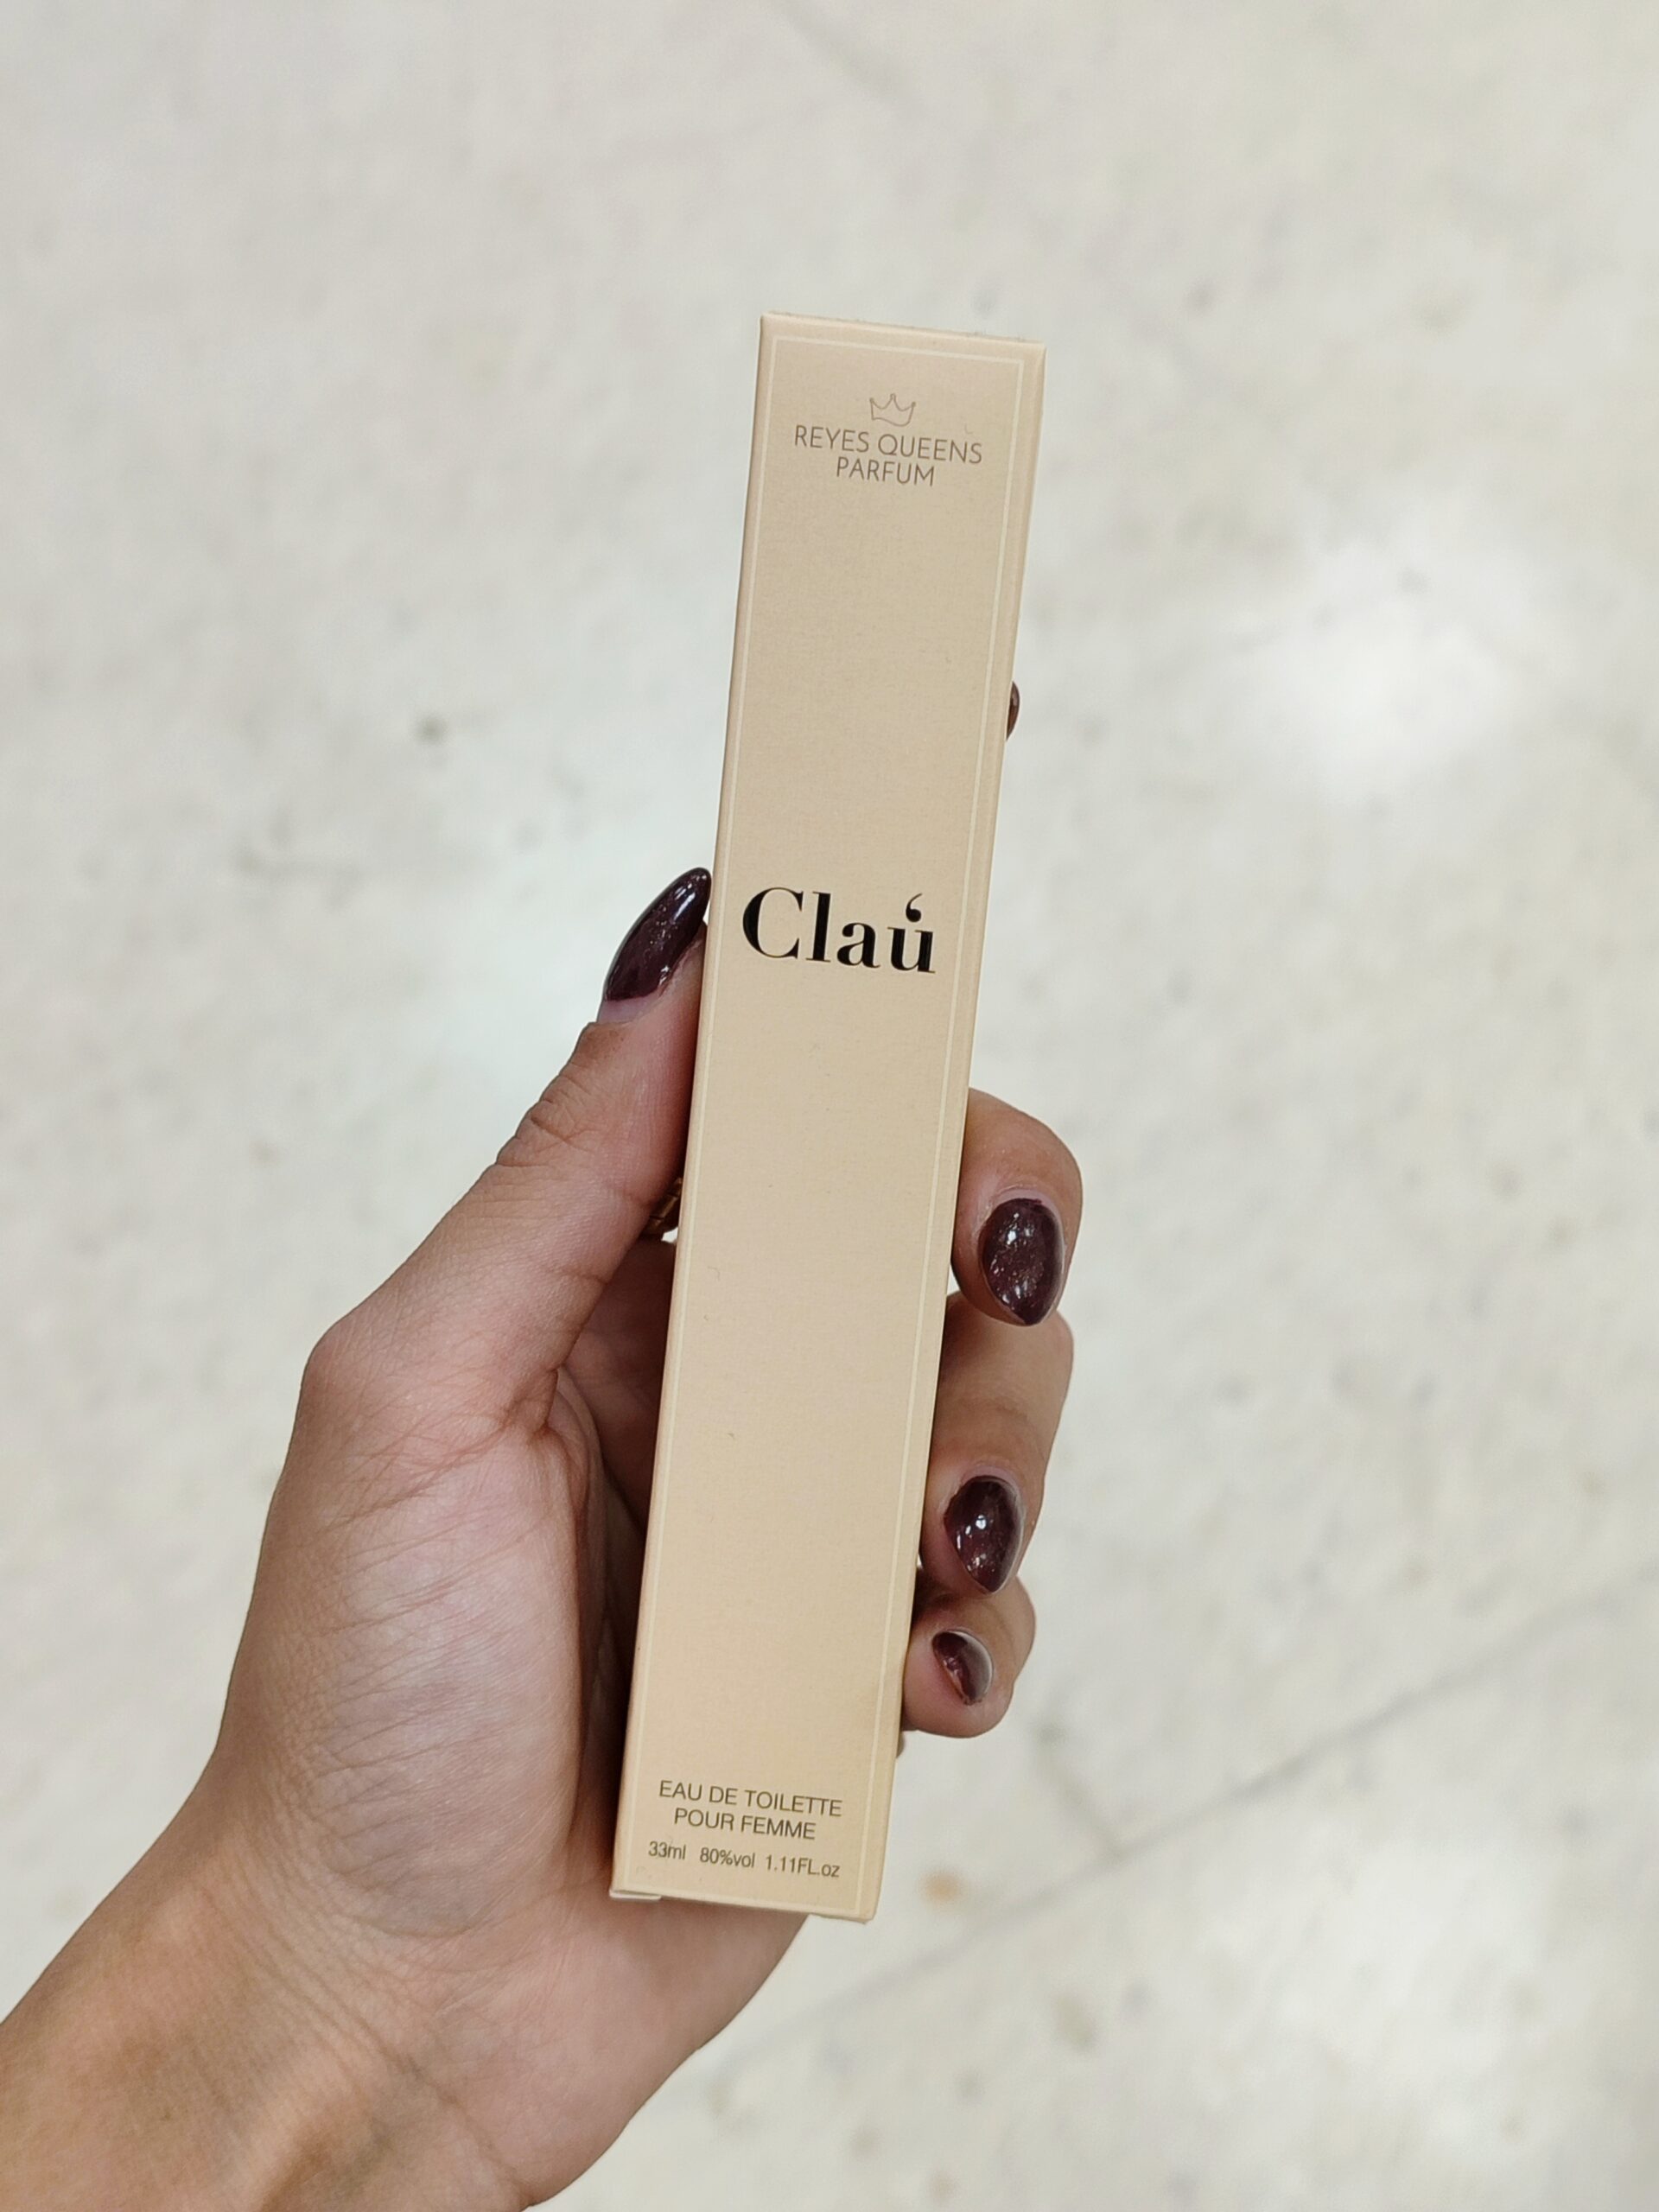 REYES QUEENS
PARFUM
Claú
EAU DE TOILETTE
POUR FEMME
33ml 80%vol 1.11FL.oz